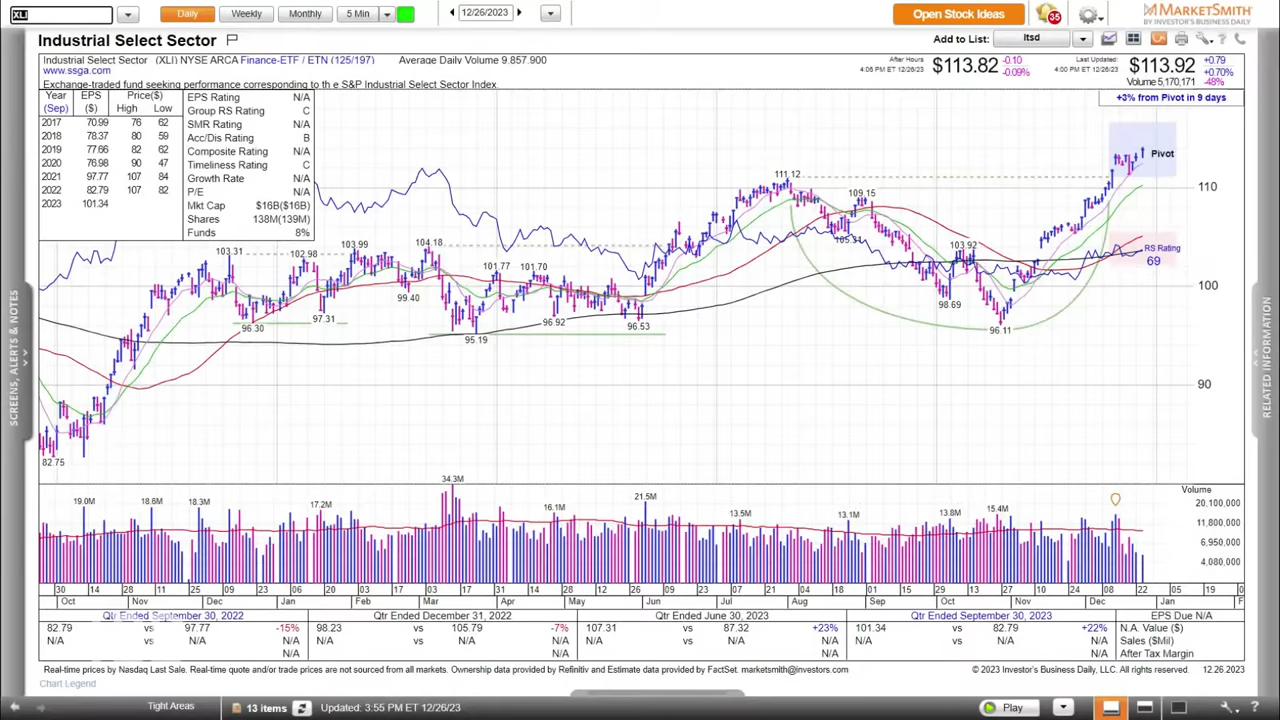 XLI
Daily
Weekly
Monthly
5 Min
12/26/2023
Open Stock Ideas
35
MARKETSMITH
BY INVESTOR'S BUSINESS DAILY
Industrial Select Sector
Add to List:
ltsd
Industrial Select Sector (XLI) NYSE ARCA Finance-ETF / ETN (125/197) Average Daily Volume 9,857,900
www.ssga.com
Exchange-traded fund seeking performance corresponding to th e S&P Industrial Select Sector Index
After Hours
4:05 PM ET 12/26/23
$113.82
-0.10
-0.09%
Last Updated:
4:00 PM ET 12/26/23
$113.92
+0.79
+0.70%
Volume 5,170,171
-48%
+3% from Pivot in 9 days
Year EPS Price($)
(Sep) ($) High Low
2017 70.99 76 62
2018 78.37 80 59
2019 77.66 82 62
2020 76.98 90 47
2021 97.77 107 84
2022 82.79 107 82
2023 101.34
EPS Rating N/A
Group RS Rating C
SMR Rating N/A
Acc/Dis Rating B
Composite Rating N/A
Timeliness Rating C
Growth Rate N/A
P/E N/A
Mkt Cap $16B($16B)
Shares 138M(139M)
Funds 8%
Pivot
111.12
109.15
110
105.31
RS Rating
69
103.31
102.98
103.99
104.18
101.77
101.70
103.92
100
99.40
98.69
96.30
97.31
95.19
96.92
96.53
96.11
90
82.75
34.3M
Volume
19.0M
18.6M
18.3M
17.2M
16.1M
21.5M
13.5M
13.1M
13.8M
15.4M
20,100,000
11,800,000
6,950,000
4,080,000
30 14 28 11 25 09 23 06 20 03 17 03 17 31 14 28 12 26 09 23 07 21 04 18 01 15 29 13 27 10 24 08 22 05 19 0
Oct Nov Dec Jan Feb Mar Apr May Jun Jul Aug Sep Oct Nov Dec Jan F
Qtr Ended September 30, 2022
Qtr Ended December 31, 2022
Qtr Ended June 30, 2023
Qtr Ended September 30, 2023
EPS Due N/A
82.79 vs 97.77 -15% 98.23 vs 105.79 -7% 107.31 vs 87.32 +23% 101.34 vs 82.79 +22% N.A. Value ($)
N/A vs N/A N/A N/A vs N/A N/A N/A vs N/A N/A N/A vs N/A N/A Sales ($Mil)
N/A N/A N/A N/A After Tax Margin
Real-time prices by Nasdaq Last Sale. Real-time quote and/or trade prices are not sourced from all markets. Ownership data provided by Refinitiv and Estimate data provided by FactSet. marketsmith@investors.com
© 2023 Investor's Business Daily, LLC. All rights reserved. 12.26.2023
Chart Legend
SCREENS, ALERTS & NOTES
RELATED INFORMATION
Tight Areas
13 items
Updated: 3:55 PM ET 12/26/23
Play